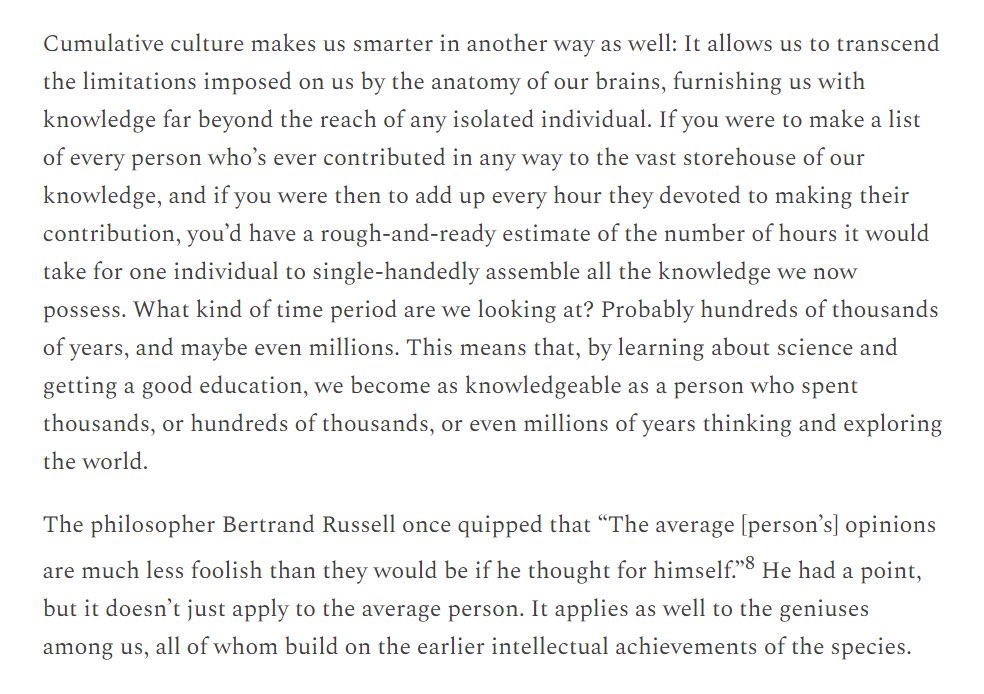 Cumulative culture makes us smarter in another way as well: It allows us to transcend
the limitations imposed on us by the anatomy of our brains, furnishing us with
knowledge far beyond the reach of any isolated individual. If you were to make a list
of every person who’s ever contributed in any way to the vast storehouse of our
knowledge, and if you were then to add up every hour they devoted to making their
contribution, you’d have a rough-and-ready estimate of the number of hours it would
take for one individual to single-handedly assemble all the knowledge we now
possess. What kind of time period are we looking at? Probably hundreds of thousands
of years, and maybe even millions. This means that, by learning about science and
getting a good education, we become as knowledgeable as a person who spent
thousands, or hundreds of thousands, or even millions of years thinking and exploring
the world.
The philosopher Bertrand Russell once quipped that “The average [person’s] opinions
are much less foolish than they would be if he thought for himself.”8 He had a point,
but it doesn’t just apply to the average person. It applies as well to the geniuses
among us, all of whom build on the earlier intellectual achievements of the species.